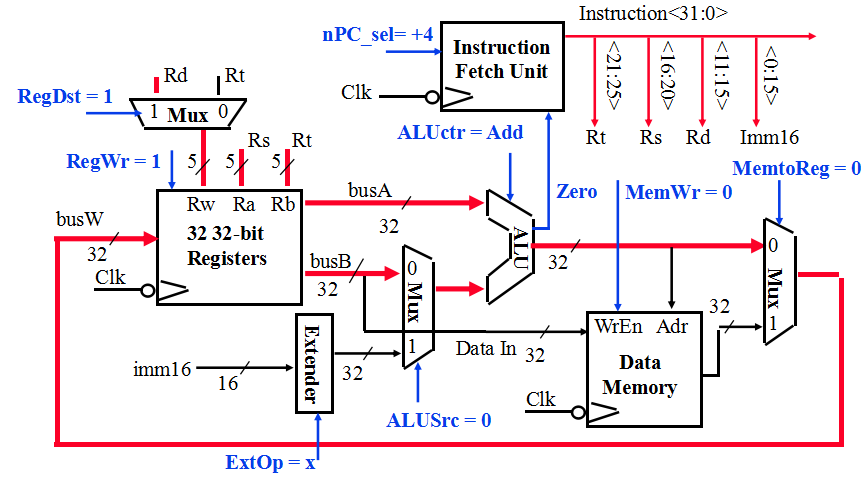 Instruction<31:0>
nPC_sel= +4
Instruction
Fetch Unit
Clk
<21:25>
<16:20>
<11:15>
<0:15>
Rt
Rs
Rd
Imm16
Rd
Rt
RegDst = 1
1 Mux 0
ALUctr = Add
RegWr = 1
5
5
Rs
5
Rt
MemtoReg = 0
Zero
MemWr = 0
busA
32
Rw Ra Rb
32 32-bit
Registers
busW
32
Clk
busB
32
0
Mux
1
ALU
32
0
Mux
1
32
WrEn Adr
Data
Memory
Data In
32
Clk
imm16
16
Extender
32
ALUSrc = 0
ExtOp = x